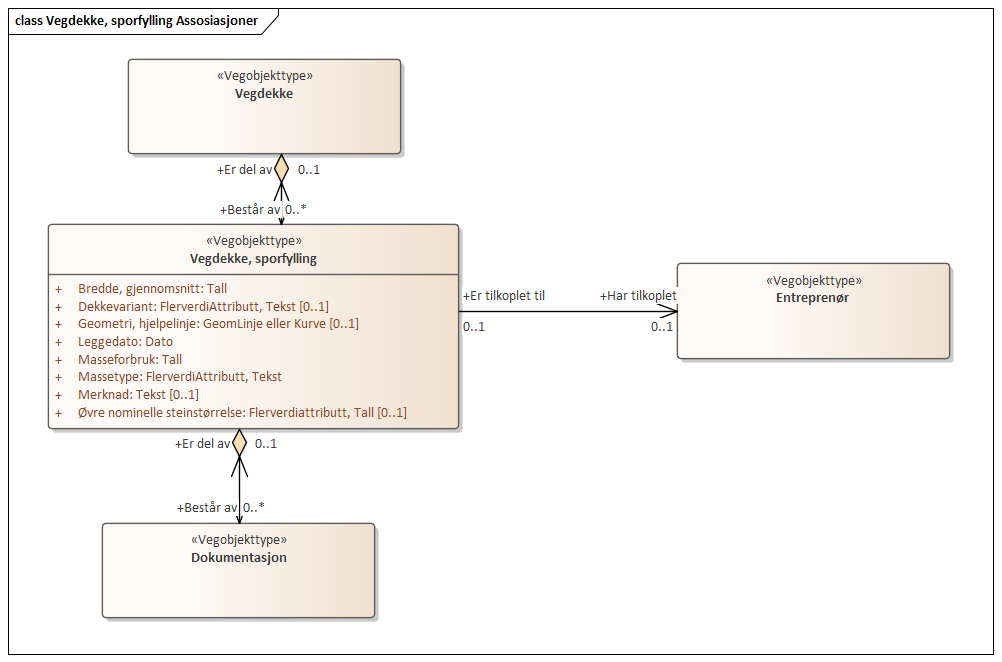 class Vegdekke, sporfylling Assosiasjoner
«Vegobjekttype»
Vegdekke
+Er del av 0..1
+Består av 0..*
«Vegobjekttype»
Vegdekke, sporfylling
+ Bredde, gjennomsnitt: Tall
+ Dekkevariant: FlerverdiAttributt, Tekst [0..1]
+ Geometri, hjelpelinje: GeomLinje eller Kurve [0..1]
+ Leggedato: Dato
+ Masseforbruk: Tall
+ Massetype: FlerverdiAttributt, Tekst
+ Merknad: Tekst [0..1]
+ Øvre nominelle steinstørrelse: Flerverdiattributt, Tall [0..1]
+Er tilkoplet til +Har tilkoplet
0..1 0..1
«Vegobjekttype»
Entreprenør
+Er del av 0..1
+Består av 0..*
«Vegobjekttype»
Dokumentasjon